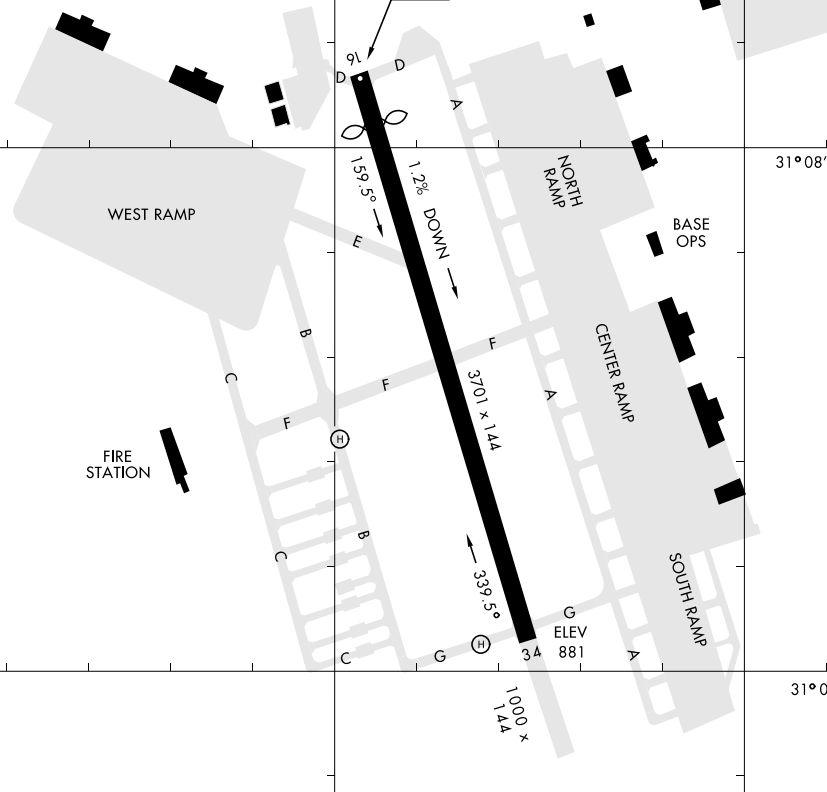 16
D
D
A
31°08'
NORTH
RAMP
159.5°
1.2% DOWN
WEST RAMP
BASE
OPS
E
B
F
C
CENTER RAMP
F
A
3701 x 144
F
H
FIRE
STATION
B
C
339.5°
SOUTH RAMP
G
ELEV
881
H
34
G
C
A
1000 x
144
31°0